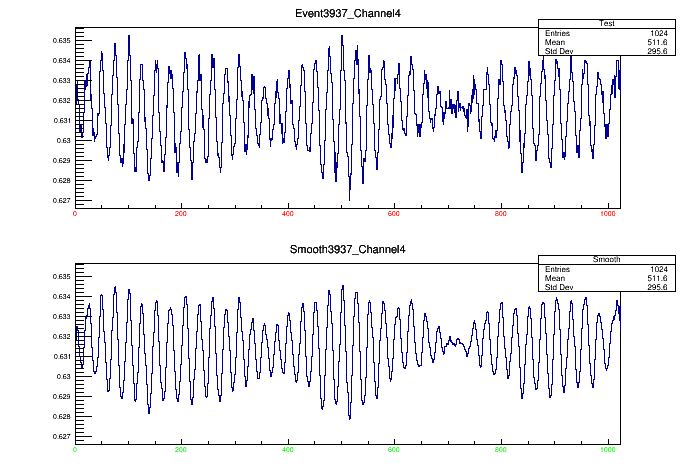 Event3937_Channel4
Test
Entries 1024
Mean 511.6
Std Dev 295.6
0.635
0.634
0.633
0.632
0.631
0.63
0.629
0.628
0.627
0 200 400 600 800 1000
Smooth3937_Channel4
Smooth
Entries 1024
Mean 511.6
Std Dev 295.6
0.635
0.634
0.633
0.632
0.631
0.63
0.629
0.628
0.627
0 200 400 600 800 1000